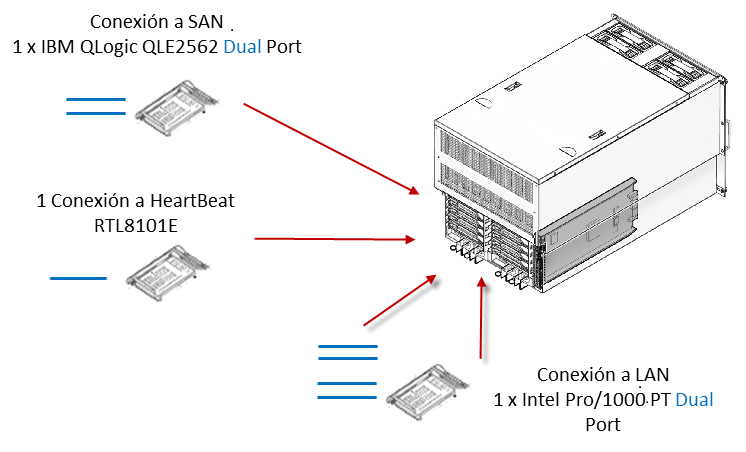 Conexión a SAN
1 x IBM QLogic QLE2562 Dual Port
1 Conexión a HeartBeat
RTL8101E
Conexión a LAN
1 x Intel Pro/1000 PT Dual
Port